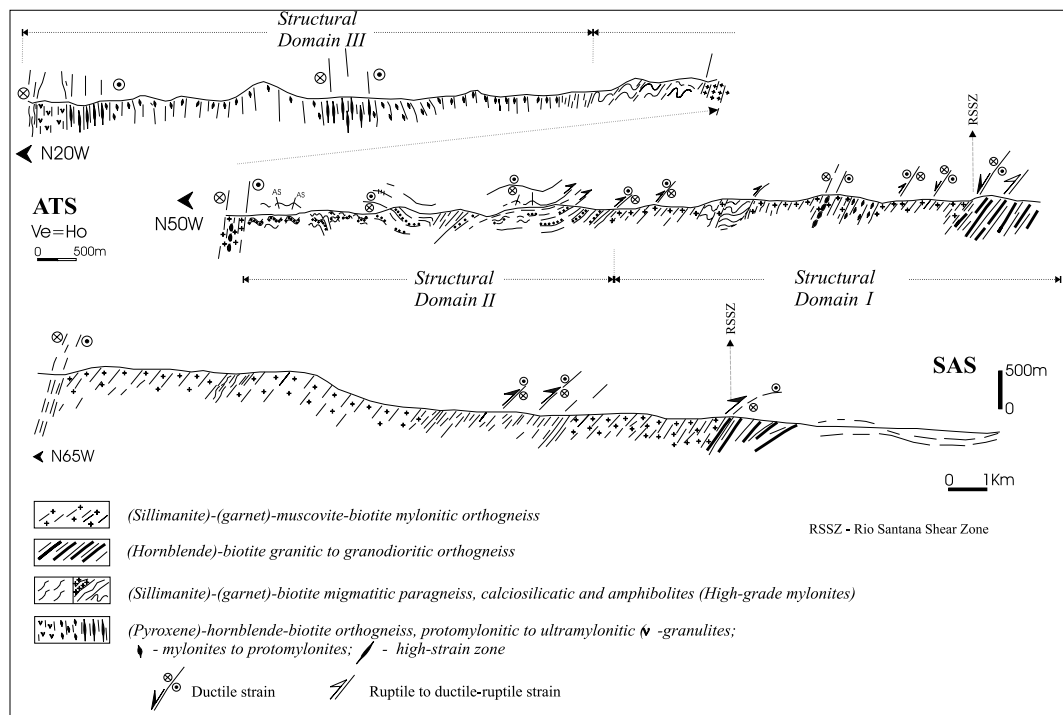 Structural
Domain III
N20W
RSSZ
ATS
Ve=Ho
0 500m
N50W
AS AS
Structural
Domain II
Structural
Domain I
RSSZ
SAS
500m
0
N65W
0 1Km
(Sillimanite)-(garnet)-muscovite-biotite mylonitic orthogneiss
RSSZ - Rio Santana Shear Zone
(Hornblende)-biotite granitic to granodioritic orthogneiss
(Sillimanite)-(garnet)-biotite migmatitic paragneiss, calciosilicatic and amphibolites (High-grade mylonites)
(Pyroxene)-hornblende-biotite orthogneiss, protomylonitic to ultramylonitic ( -granulites;
- mylonites to protomylonites; - high-strain zone
Ductile strain Ruptile to ductile-ruptile strain